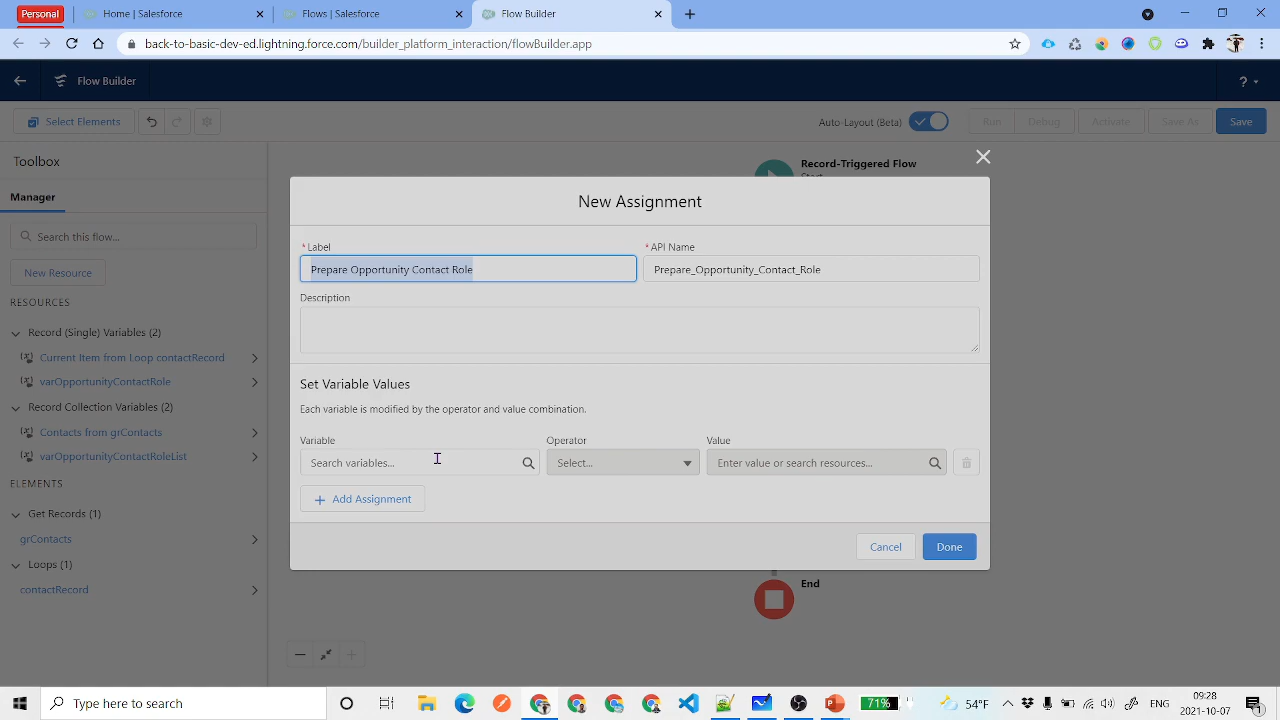 Personal
Home | Salesforce
Flows | Salesforce
Flow Builder
back-to-basic-dev-ed.lightning.force.com/builder_platform_interaction/flowBuilder.app
Flow Builder
?
Select Elements
Auto-Layout (Beta)
Run
Debug
Activate
Save As
Save
Toolbox
Record-Triggered Flow
Start
Manager
Search this flow...
New Resource
RESOURCES
Record (Single) Variables (2)
Current Item from Loop contactRecord
varOpportunityContactRole
Record Collection Variables (2)
Contacts from grContacts
varOpportunityContactRoleList
ELEMENTS
Get Records (1)
grContacts
Loops (1)
contactRecord
New Assignment
* Label
* API Name
Prepare Opportunity Contact Role
Prepare_Opportunity_Contact_Role
Description
Set Variable Values
Each variable is modified by the operator and value combination.
Variable
Operator
Value
Search variables...
Select...
Enter value or search resources...
+ Add Assignment
Cancel
Done
End
Type here to search
71%
54°F
ENG
09:28
2021-10-07